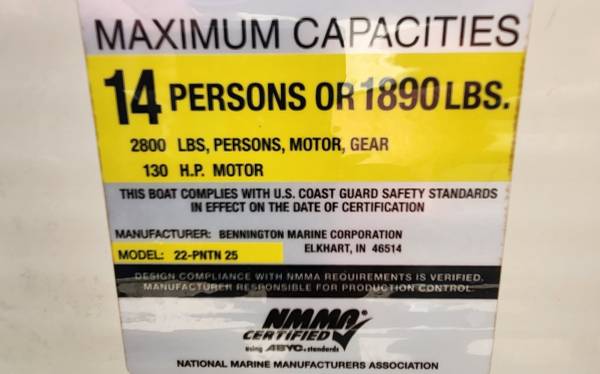 MAXIMUM CAPACITIES
14 PERSONS OR 1890 LBS.
2800 LBS, PERSONS, MOTOR, GEAR
130 H.P. MOTOR
THIS BOAT COMPLIES WITH U.S. COAST GUARD SAFETY STANDARDS
IN EFFECT ON THE DATE OF CERTIFICATION
MANUFACTURER: BENNINGTON MARINE CORPORATION
ELKHART, IN 46514
MODEL: 22-PNTN 25
DESIGN COMPLIANCE WITH NMMA REQUIREMENTS IS VERIFIED.
MANUFACTURER RESPONSIBLE FOR PRODUCTION CONTROL
NMMA
CERTIFIED
using ABYC standards
NATIONAL MARINE MANUFACTURERS ASSOCIATION